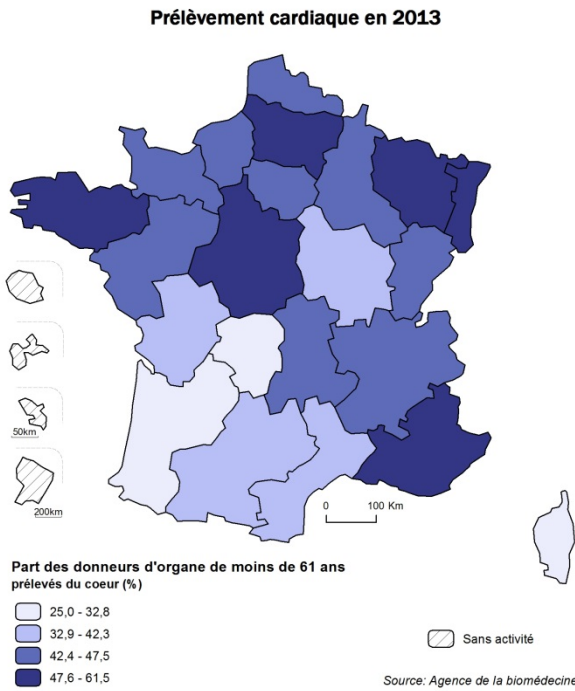 Prélèvement cardiaque en 2013
50km
200km
0 100 Km
Part des donneurs d'organe de moins de 61 ans
prélevés du coeur (%)
25,0 - 32,8
32,9 - 42,3
42,4 - 47,5
47,6 - 61,5
Sans activité
Source: Agence de la biomédecine